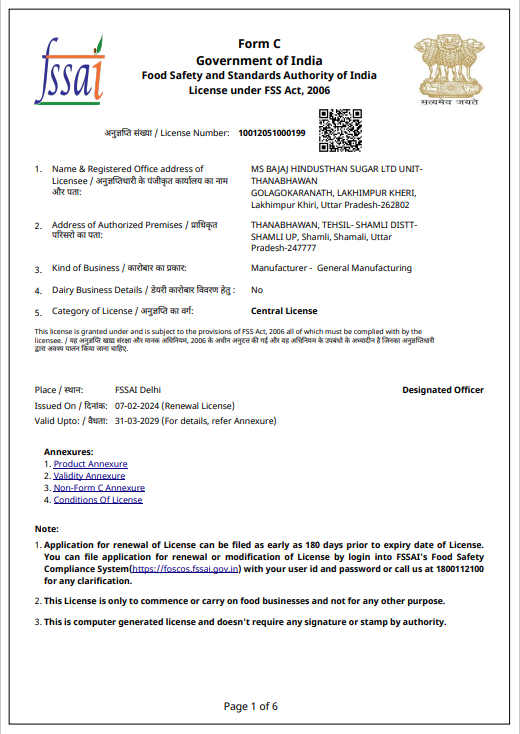 fssai
सत्यमेव जयते
Form C
Government of India
Food Safety and Standards Authority of India
License under FSS Act, 2006
अनुज्ञप्ति संख्या / License Number: 10012051000199
1. Name & Registered Office address of Licensee / अनुज्ञप्तिधारी के पंजीकृत कार्यालय का नाम और पता:
MS BAJAJ HINDUSTHAN SUGAR LTD UNIT-
THANABHAWAN
GOLAGOKARANATH, LAKHIMPUR KHERI,
Lakhimpur Khiri, Uttar Pradesh-262802
2. Address of Authorized Premises / प्राधिकृत परिसरो का पता:
THANABHAWAN, TEHSIL- SHAMLI DISTT-
SHAMLI UP, Shamli, Shamali, Uttar
Pradesh-247777
3. Kind of Business / कारोबार का प्रकार: Manufacturer - General Manufacturing
4. Dairy Business Details / डेयरी कारोबार विवरण हेतु : No
5. Category of License / अनुज्ञप्ति का वर्ग: Central License
This license is granted under and is subject to the provisions of FSS Act, 2006 all of which must be complied with by the
licensee. / यह अनुज्ञप्ति खाद्य संरक्षा और मानक अधिनियम, 2006 के अधीन अनुदत्त की गई और वह अधिनियम के उपबंधो के अध्यादीन है जिनका अनुज्ञप्तिधारी
द्वारा अवश्य पालन किया जाना चाहिए.
Place / स्थान: FSSAI Delhi Designated Officer
Issued On / दिनांक: 07-02-2024 (Renewal License)
Valid Upto: / वैधता: 31-03-2029 (For details, refer Annexure)
Annexures:
1. Product Annexure
2. Validity Annexure
3. Non-Form C Annexure
4. Conditions Of License
Note:
1. Application for renewal of License can be filed as early as 180 days prior to expiry date of License.
You can file application for renewal or modification of License by login into FSSAI's Food Safety
Compliance System(https://foscos.fssai.gov.in) with your user id and password or call us at 1800112100
for any clarification.
2. This License is only to commence or carry on food businesses and not for any other purpose.
3. This is computer generated license and doesn't require any signature or stamp by authority.
Page 1 of 6